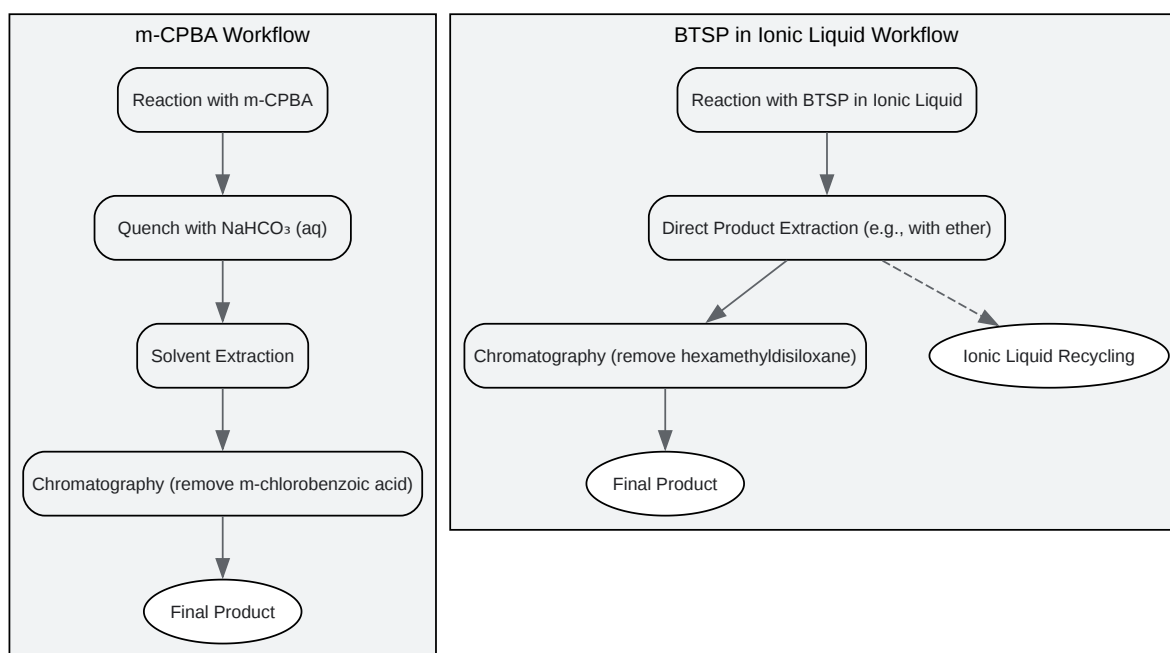 m-CPBA Workflow
Reaction with m-CPBA
Quench with NaHCO₃ (aq)
Solvent Extraction
Chromatography (remove m-chlorobenzoic acid)
Final Product
BTSP in Ionic Liquid Workflow
Reaction with BTSP in Ionic Liquid
Direct Product Extraction (e.g., with ether)
Chromatography (remove hexamethyldisiloxane)
Ionic Liquid Recycling
Final Product